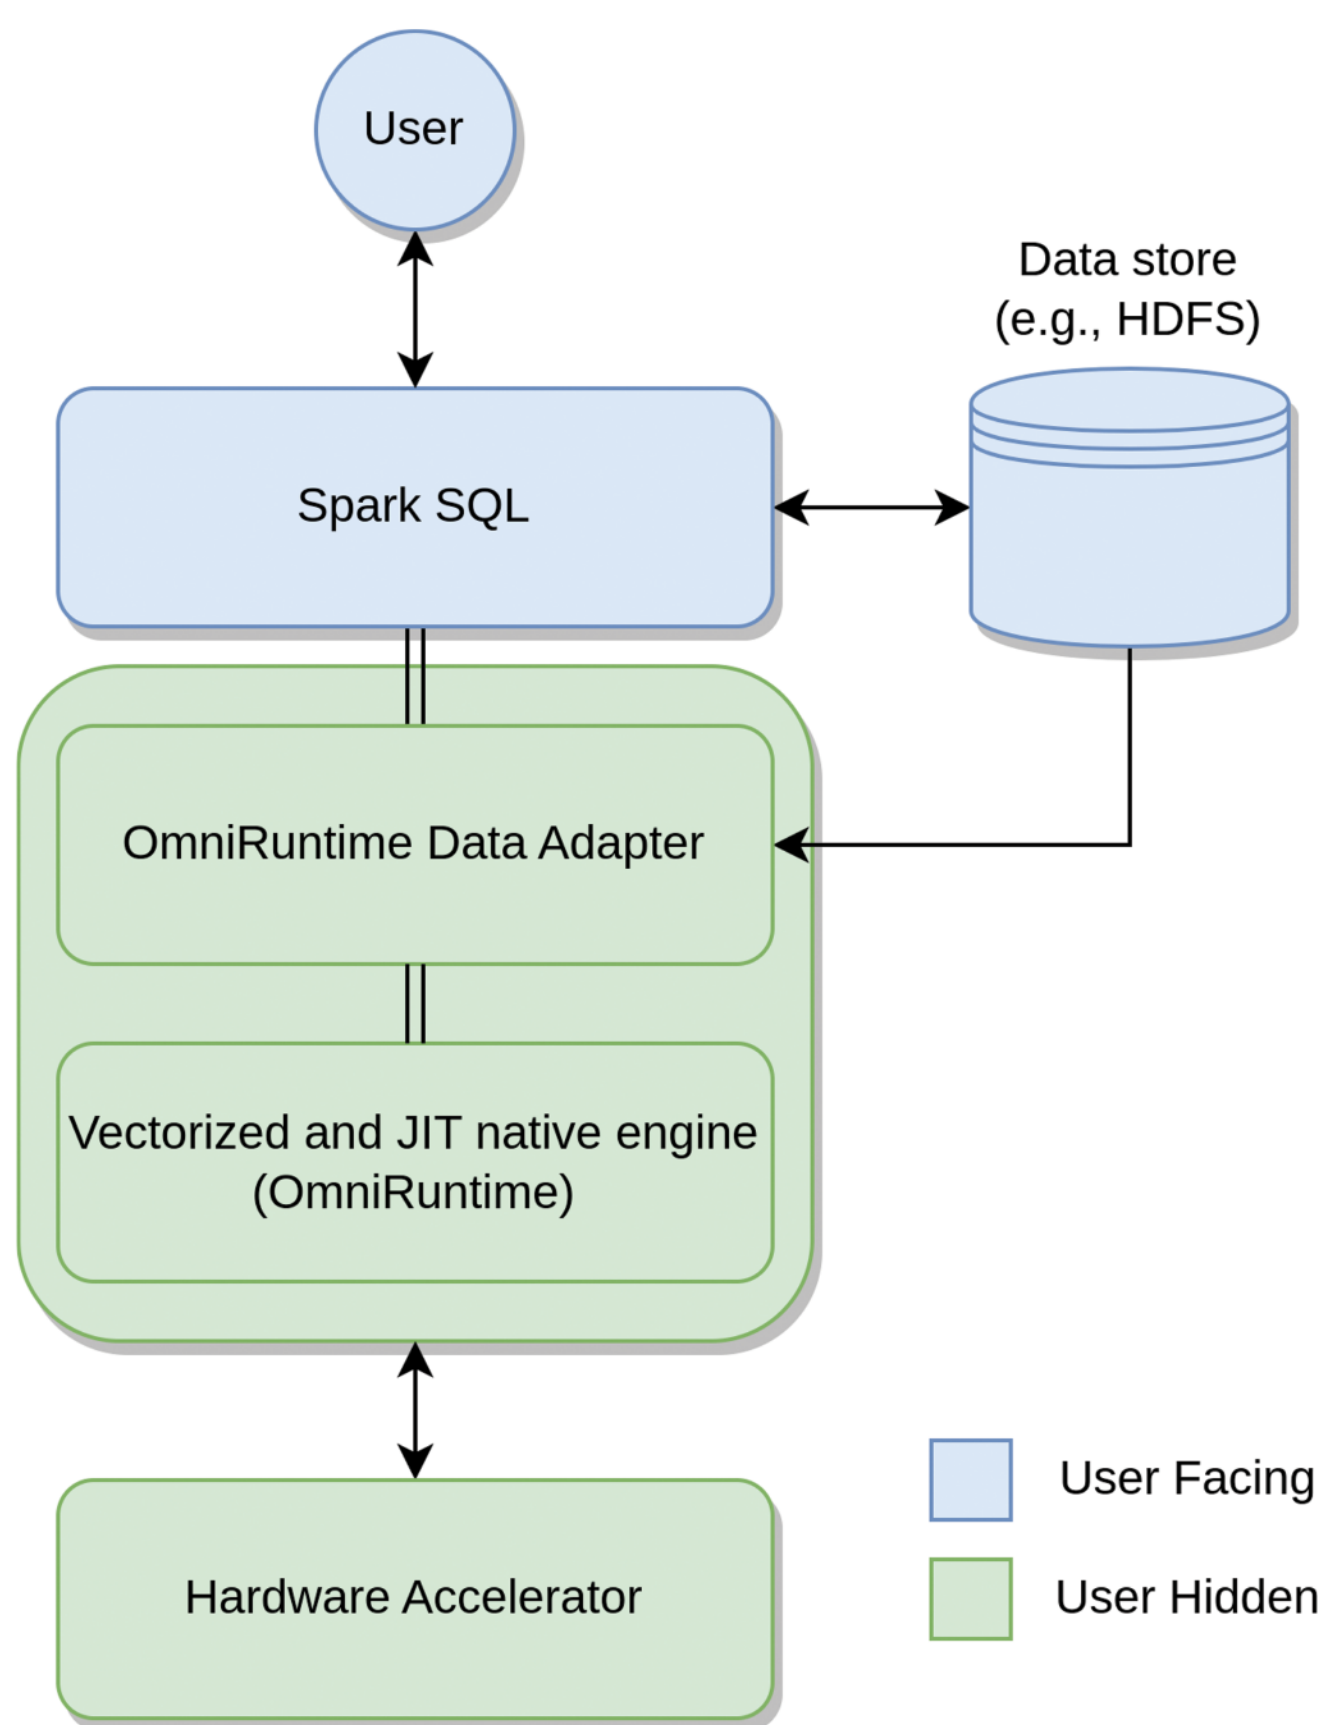 User
Data store
(e.g., HDFS)
Spark SQL
OmniRuntime Data Adapter
Vectorized and JIT native engine
(OmniRuntime)
Hardware Accelerator
User Facing
User Hidden